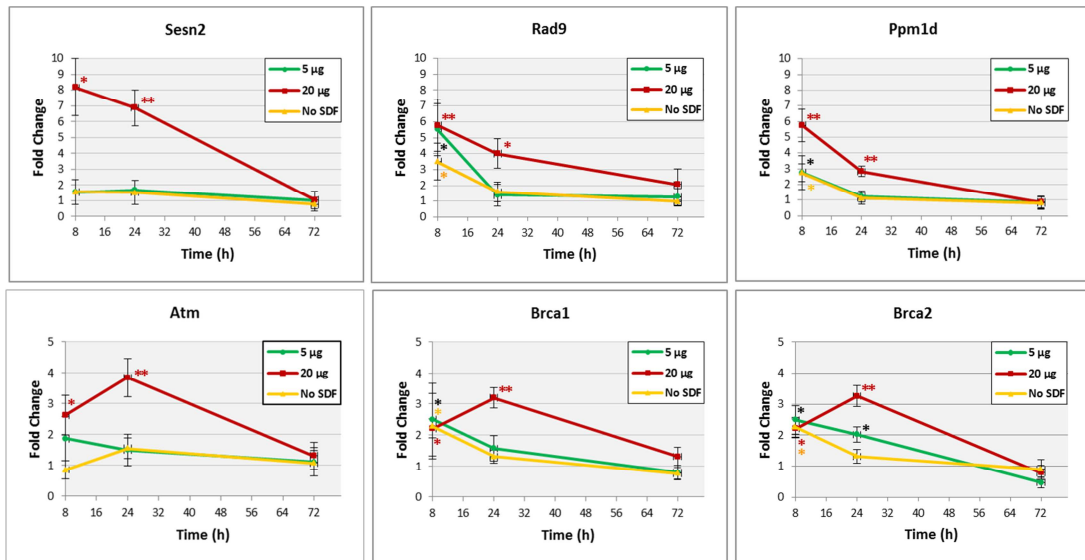 Sesn2
10
9
8
7
6
5
4
3
2
1
0
Fold Change
*
**
5 µg
20 µg
No SDF
8 16 24 32 40 48 56 64 72
Time (h)
Rad9
10
9
8
7
6
5
4
3
2
1
0
Fold Change
**
*
*
*
5 µg
20 µg
No SDF
8 16 24 32 40 48 56 64 72
Time (h)
Ppm1d
10
9
8
7
6
5
4
3
2
1
0
Fold Change
**
*
**
*
5 µg
20 µg
No SDF
8 16 24 32 40 48 56 64 72
Time (h)
Atm
5
4
3
2
1
0
Fold Change
*
**
5 µg
20 µg
No SDF
8 16 24 32 40 48 56 64 72
Time (h)
Brca1
5
4
3
2
1
0
Fold Change
*
*
**
*
5 µg
20 µg
No SDF
8 16 24 32 40 48 56 64 72
Time (h)
Brca2
5
4
3
2
1
0
Fold Change
*
**
*
*
*
5 µg
20 µg
No SDF
8 16 24 32 40 48 56 64 72
Time (h)